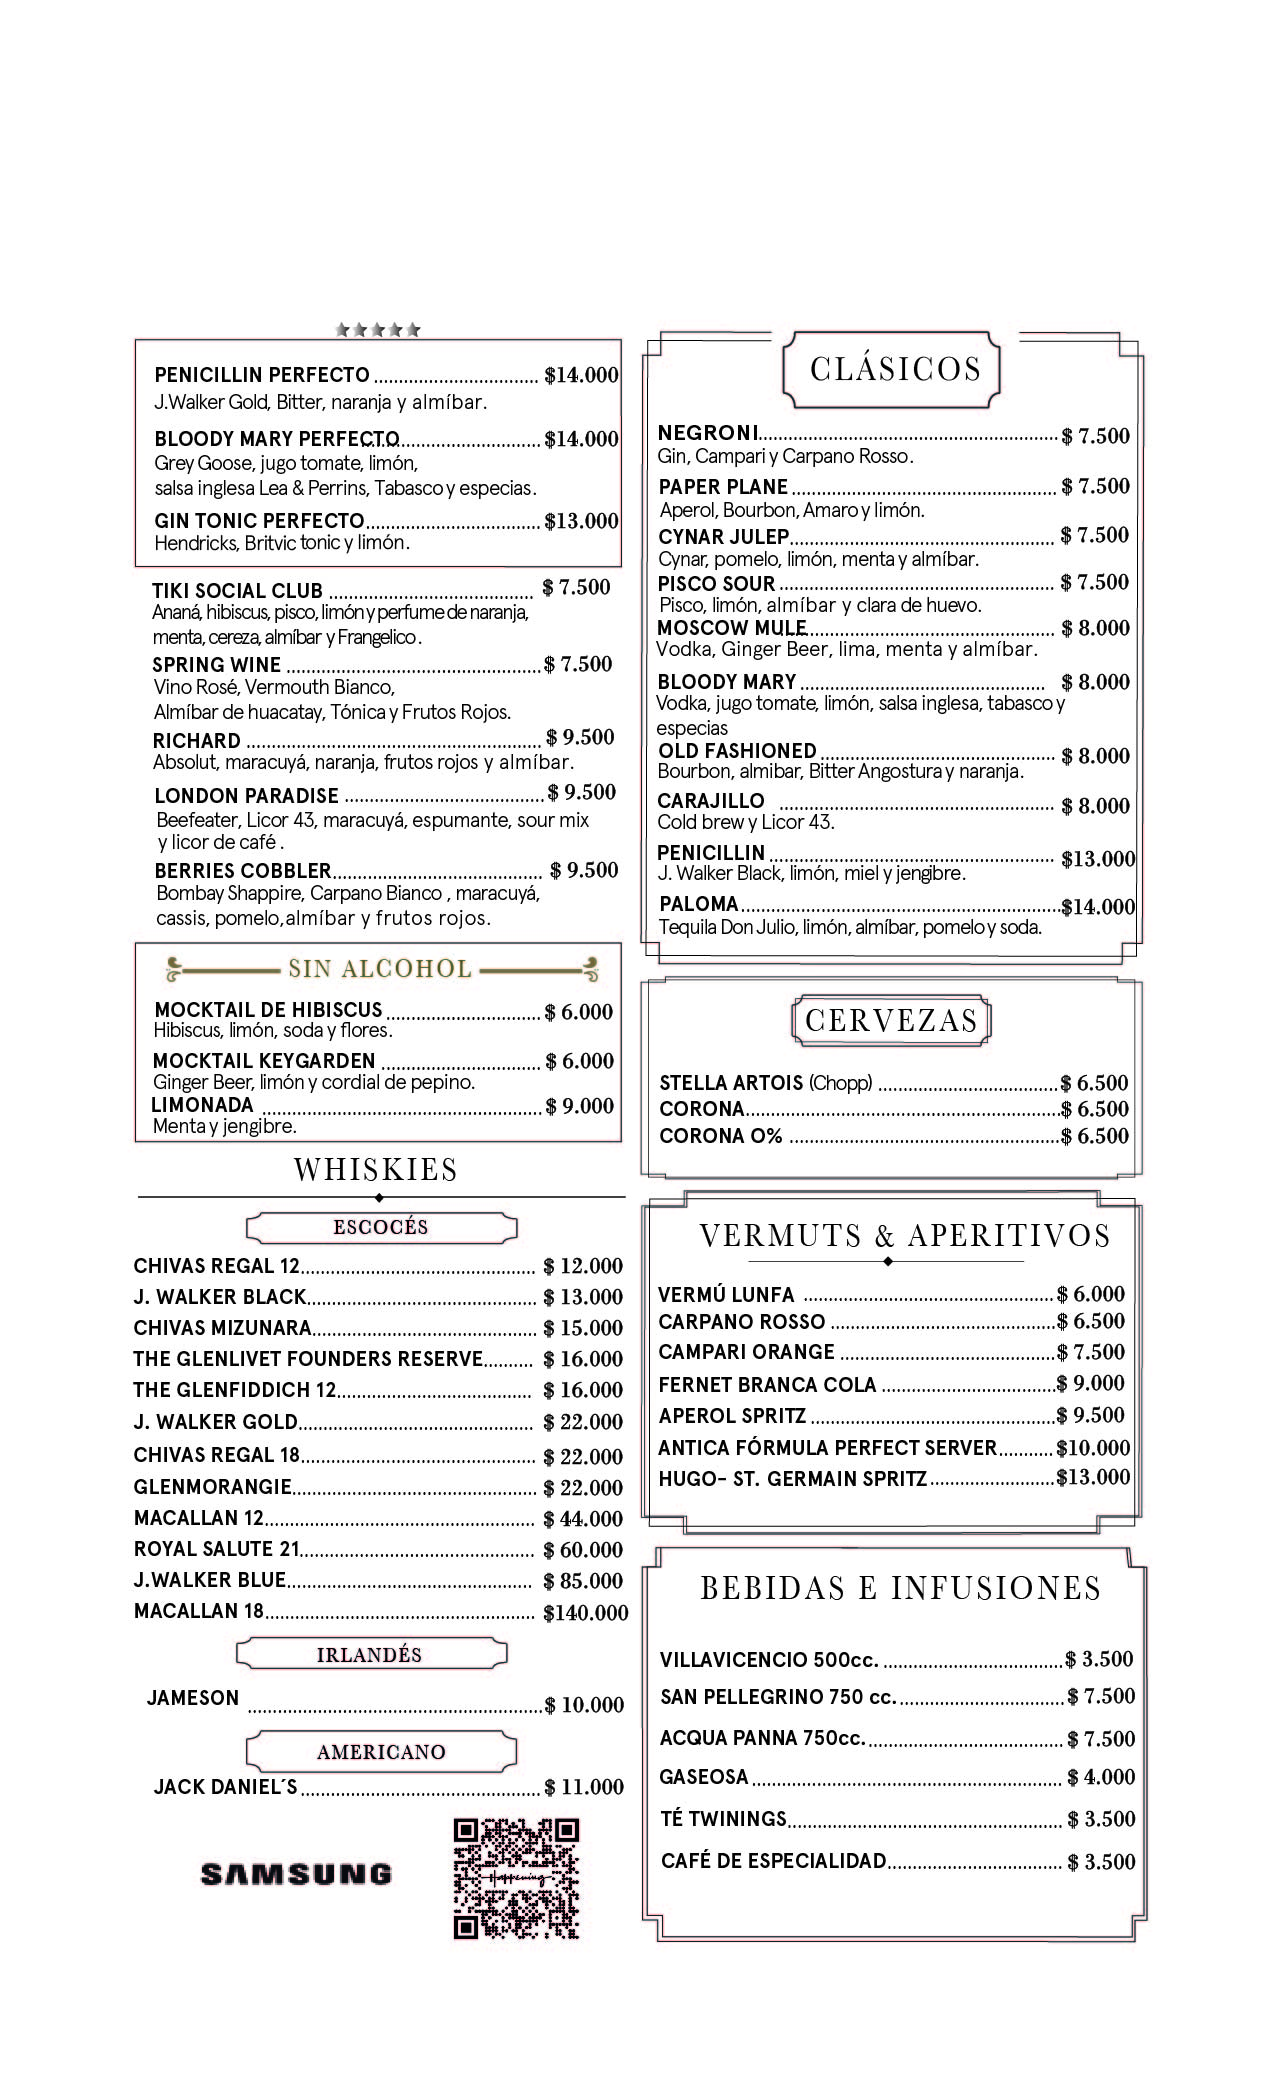 PENICILLIN PERFECTO ................................. $14.000
J.Walker Gold, Bitter, naranja y almíbar.
BLOODY MARY PERFECTO ............................ $14.000
Grey Goose, jugo tomate, limón,
salsa inglesa Lea & Perrins, Tabasco y especias.
GIN TONIC PERFECTO................................... $13.000
Hendricks, Britvic tonic y limón.
TIKI SOCIAL CLUB ......................................... $ 7.500
Ananá, hibiscus, pisco, limón y perfume de naranja,
menta, cereza, almíbar y Frangelico.
SPRING WINE ................................................... $ 7.500
Vino Rosé, Vermouth Bianco,
Almíbar de huacatay, Tónica y Frutos Rojos.
RICHARD ........................................................... $ 9.500
Absolut, maracuyá, naranja, frutos rojos y almíbar.
LONDON PARADISE ........................................ $ 9.500
Beefeater, Licor 43, maracuyá, espumante, sour mix
y licor de café .
BERRIES COBBLER.......................................... $ 9.500
Bombay Shappire, Carpano Bianco , maracuyá,
cassis, pomelo, almíbar y frutos rojos.
SIN ALCOHOL
MOCKTAIL DE HIBISCUS ............................... $ 6.000
Hibiscus, limón, soda y flores.
MOCKTAIL KEYGARDEN ................................ $ 6.000
Ginger Beer, limón y cordial de pepino.
LIMONADA ........................................................ $ 9.000
Menta y jengibre.
WHISKIES
ESCOCÉS
CHIVAS REGAL 12............................................... $ 12.000
J. WALKER BLACK.............................................. $ 13.000
CHIVAS MIZUNARA............................................. $ 15.000
THE GLENLIVET FOUNDERS RESERVE.......... $ 16.000
THE GLENFIDDICH 12....................................... $ 16.000
J. WALKER GOLD............................................... $ 22.000
CHIVAS REGAL 18............................................... $ 22.000
GLENMORANGIE................................................. $ 22.000
MACALLAN 12...................................................... $ 44.000
ROYAL SALUTE 21............................................... $ 60.000
J.WALKER BLUE................................................. $ 85.000
MACALLAN 18...................................................... $140.000
IRLANDÉS
JAMESON ........................................................... $ 10.000
AMERICANO
JACK DANIEL´S ................................................ $ 11.000
SAMSUNG
Happening
CLÁSICOS
NEGRONI............................................................ $ 7.500
Gin, Campari y Carpano Rosso.
PAPER PLANE ..................................................... $ 7.500
Aperol, Bourbon, Amaro y limón.
CYNAR JULEP..................................................... $ 7.500
Cynar, pomelo, limón, menta y almíbar.
PISCO SOUR ....................................................... $ 7.500
Pisco, limón, almíbar y clara de huevo.
MOSCOW MULE.................................................. $ 8.000
Vodka, Ginger Beer, lima, menta y almíbar.
BLOODY MARY ................................................. $ 8.000
Vodka, jugo tomate, limón, salsa inglesa, tabasco y
especias
OLD FASHIONED............................................... $ 8.000
Bourbon, almibar, Bitter Angostura y naranja.
CARAJILLO ....................................................... $ 8.000
Cold brew y Licor 43.
PENICILLIN ......................................................... $13.000
J. Walker Black, limón, miel y jengibre.
PALOMA................................................................ $14.000
Tequila Don Julio, limón, almíbar, pomelo y soda.
CERVEZAS
STELLA ARTOIS (Chopp) ..................................... $ 6.500
CORONA............................................................... $ 6.500
CORONA 0% ...................................................... $ 6.500
VERMUTS & APERITIVOS
VERMÚ LUNFA .................................................. $ 6.000
CARPANO ROSSO ............................................. $ 6.500
CAMPARI ORANGE ........................................... $ 7.500
FERNET BRANCA COLA ................................... $ 9.000
APEROL SPRITZ ................................................. $ 9.500
ANTICA FÓRMULA PERFECT SERVER........... $10.000
HUGO- ST. GERMAIN SPRITZ......................... $13.000
BEBIDAS E INFUSIONES
VILLAVICENCIO 500cc. .................................... $ 3.500
SAN PELLEGRINO 750 cc. ................................. $ 7.500
ACQUA PANNA 750cc. ....................................... $ 7.500
GASEOSA .............................................................. $ 4.000
TÉ TWININGS....................................................... $ 3.500
CAFÉ DE ESPECIALIDAD................................... $ 3.500